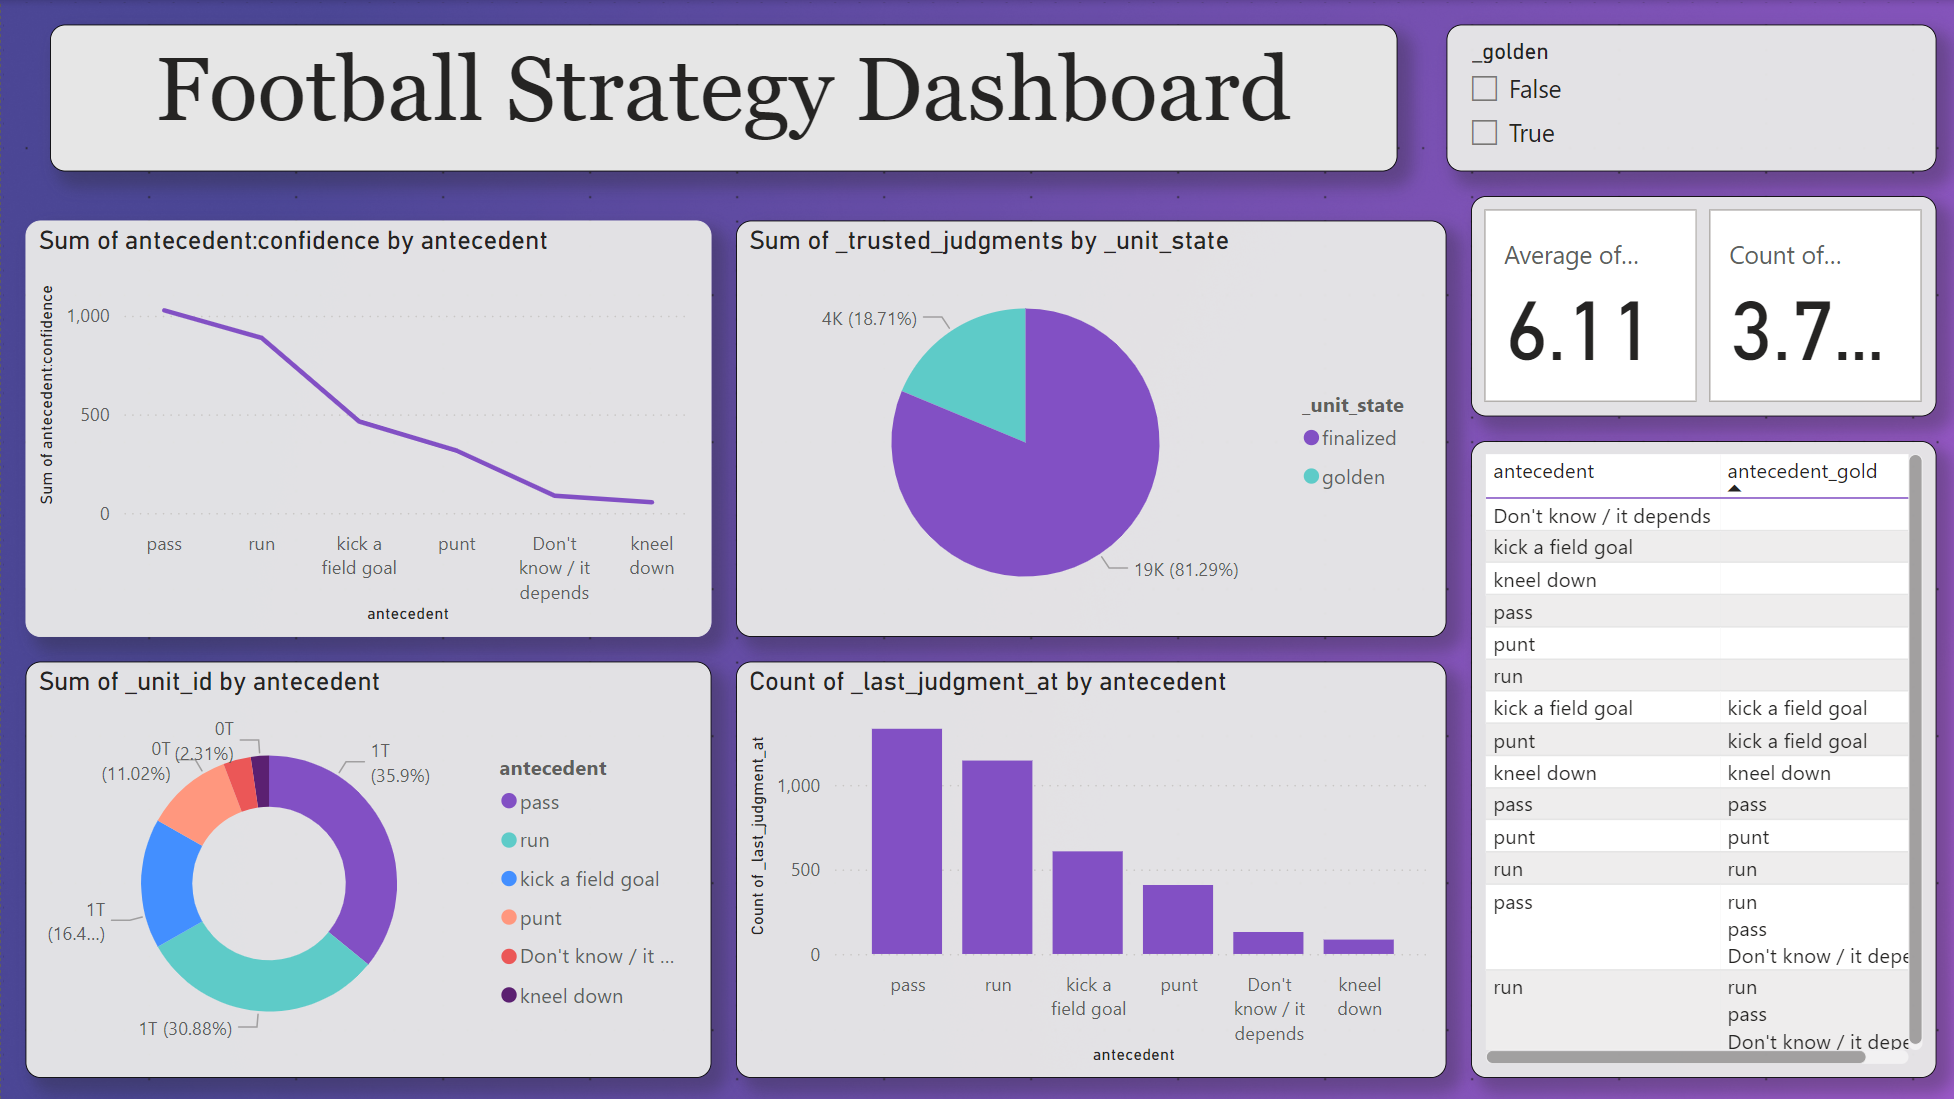 Football Strategy Dashboard
_golden
False
True
Sum of antecedent:confidence by antecedent
Sum of antecedent:confidence
1,000
500
0
pass
run
kick a
field goal
punt
Don't
know / it
depends
kneel
down
antecedent
Sum of _trusted_judgments by _unit_state
4K (18.71%)
19K (81.29%)
_unit_state
finalized
golden
Average of...
6.11
Count of...
3.7...
Sum of _unit_id by antecedent
0T
(2.31%)
0T
(11.02%)
1T
(35.9%)
1T
(16.4...)
1T (30.88%)
antecedent
pass
run
kick a field goal
punt
Don't know / it ...
kneel down
Count of _last_judgment_at by antecedent
Count of _last_judgment_at
1,000
500
0
pass
run
kick a
field goal
punt
Don't
know / it
depends
kneel
down
antecedent
antecedent antecedent_gold
Don't know / it depends
kick a field goal
kneel down
pass
punt
run
kick a field goal kick a field goal
punt kick a field goal
kneel down kneel down
pass pass
punt punt
run run
pass run
pass
Don't know / it depe
run run
pass
Don't know / it depe